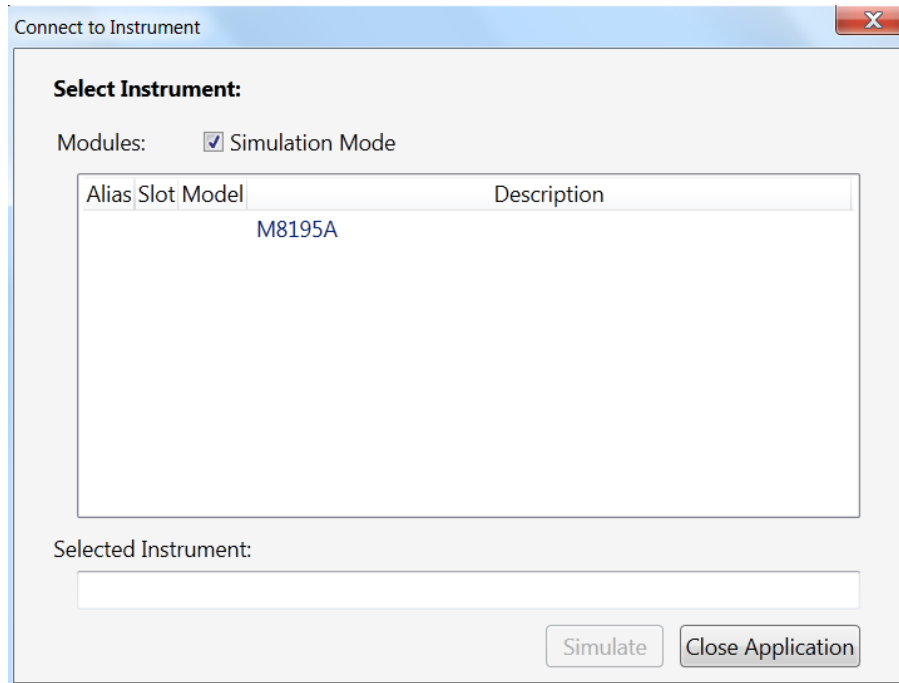 Connect to Instrument
Select Instrument:
Modules: Simulation Mode
Alias Slot Model Description
M8195A
Selected Instrument:
Simulate Close Application